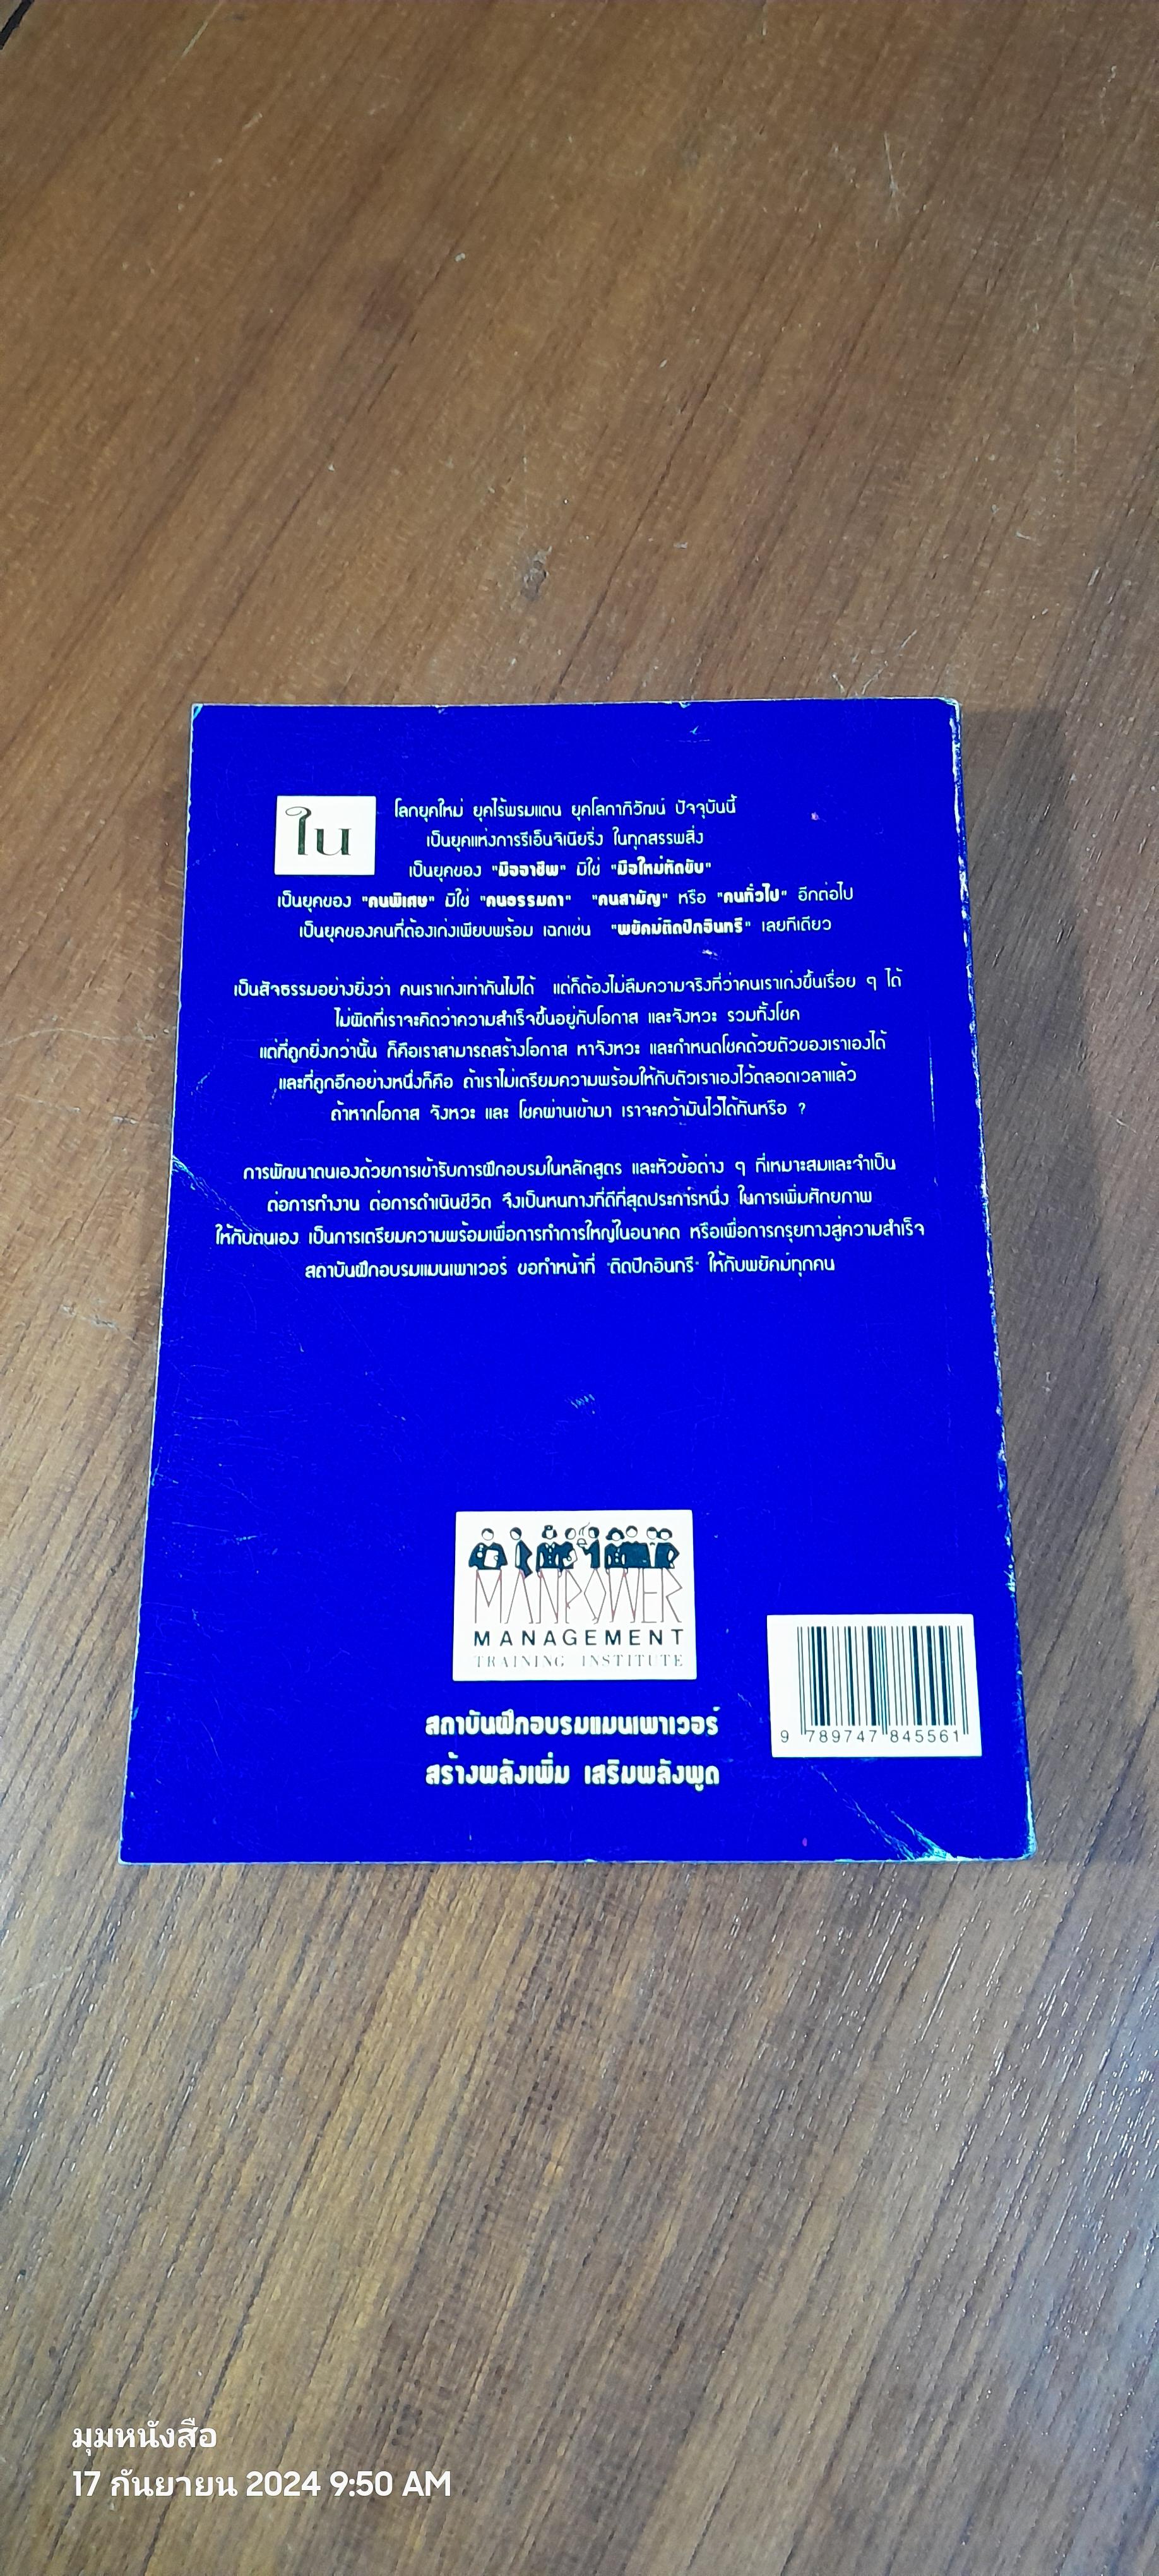 ใน โลกยุคใหม่ ยุคไร้พรมแดน ยุคโลกาภิวัฒน์ ปัจจุบันนี้
เป็นยุคแห่งการรีเอ็นจิเนียริ่ง ในทุกสรรพสิ่ง
เป็นยุคของ "มืออาชีพ" มิใช่ "มือใหม่หัดขับ"
เป็นยุคของ "คนพิเศษ" มิใช่ "คนธรรมดา" "คนสามัญ" หรือ "คนทั่วไป" อีกต่อไป
เป็นยุคของคนที่ต้องเก่งเพียบพร้อม เฉกเช่น "พยัคฆ์ติดปีกอินทรี" เลยทีเดียว
เป็นสัจธรรมอย่างยิ่งว่า คนเราเก่งเท่ากันไม่ได้ แต่ก็ต้องไม่ลืมความจริงที่ว่าคนเราเก่งขึ้นเรื่อย ๆ ได้
ไม่ผิดที่เราจะคิดว่าความสำเร็จขึ้นอยู่กับโอกาส และจังหวะ รวมทั้งโชค
แต่ที่ถูกยิ่งกว่านั้น ก็คือเราสามารถสร้างโอกาส หาจังหวะ และกำหนดโชคด้วยตัวของเราเองได้
และที่ถูกอีกอย่างหนึ่งก็คือ ถ้าเราไม่เตรียมความพร้อมให้กับตัวเราเองไว้ตลอดเวลาแล้ว
ถ้าหากโอกาส จังหวะ และ โชคผ่านเข้ามา เราจะคว้ามันไว้ได้ทันหรือ ?
การพัฒนาตนเองด้วยการเข้ารับการฝึกอบรมในหลักสูตร และหัวข้อต่าง ๆ ที่เหมาะสมและจำเป็น
ต่อการทำงาน ต่อการดำเนินชีวิต จึงเป็นหนทางที่ดีที่สุดประการหนึ่ง ในการเพิ่มศักยภาพ
ให้กับตนเอง เป็นการเตรียมความพร้อมเพื่อการทำการใหญ่ในอนาคต หรือเพื่อการกรุยทางสู่ความสำเร็จ
สถาบันฝึกอบรมแมนเพาเวอร์ ขอทำหน้าที่ "ติดปีกอินทรี" ให้กับพยัคฆ์ทุกคน
MANPOWER
MANAGEMENT
TRAINING INSTITUTE
สถาบันฝึกอบรมแมนเพาเวอร์
สร้างพลังเพิ่ม เสริมพลังพูด
9 789747 845561
มุมหนังสือ
17 กันยายน 2024 9:50 AM